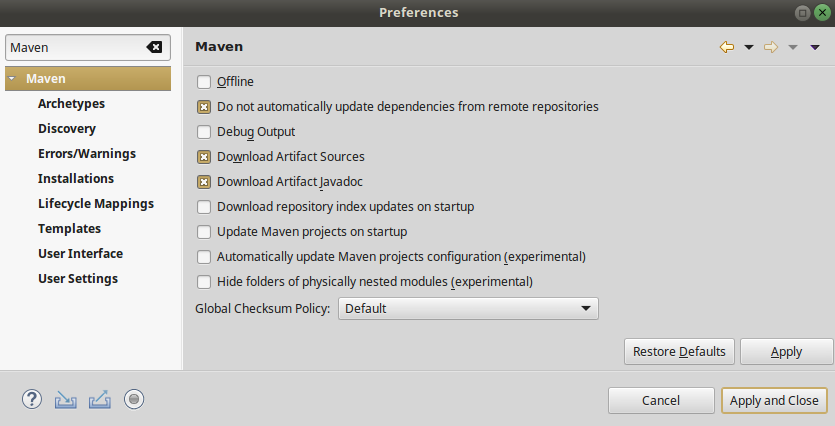 Preferences
Maven
Maven
Archetypes
Discovery
Errors/Warnings
Installations
Lifecycle Mappings
Templates
User Interface
User Settings
Maven
Offline
Do not automatically update dependencies from remote repositories
Debug Output
Download Artifact Sources
Download Artifact Javadoc
Download repository index updates on startup
Update Maven projects on startup
Automatically update Maven projects configuration (experimental)
Hide folders of physically nested modules (experimental)
Global Checksum Policy: Default
Restore Defaults Apply
? Cancel Apply and Close